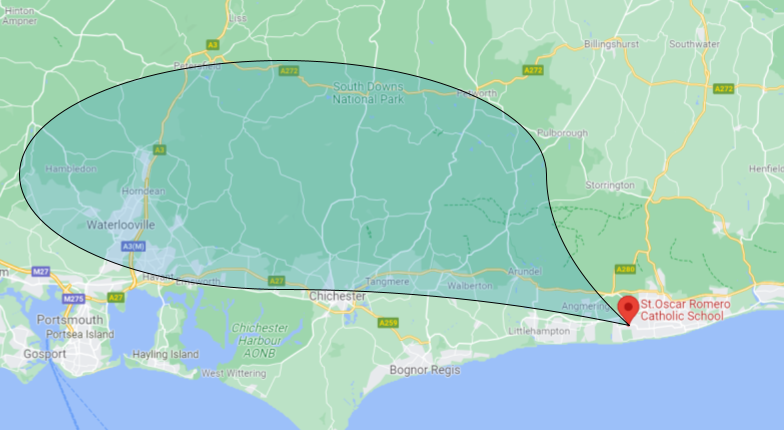 Hinton
Ampner
Liss
A3
Billingshurst
Southwater
Petersfield
A272
A272
South Downs
National Park
Petworth
A272
Pulborough
A3
Hambledon
Horndean
Storrington
Henfield
Waterlooville
A3(M)
M27
Havant
Emsworth
A27
Tangmere
Walberton
Arundel
A280
M275
A27
Chichester
Angmering
St.Oscar Romero
Catholic School
Portsmouth
Portsea Island
A259
Littlehampton
Chichester
Harbour
AONB
Gosport
Hayling Island
West Wittering
Bognor Regis